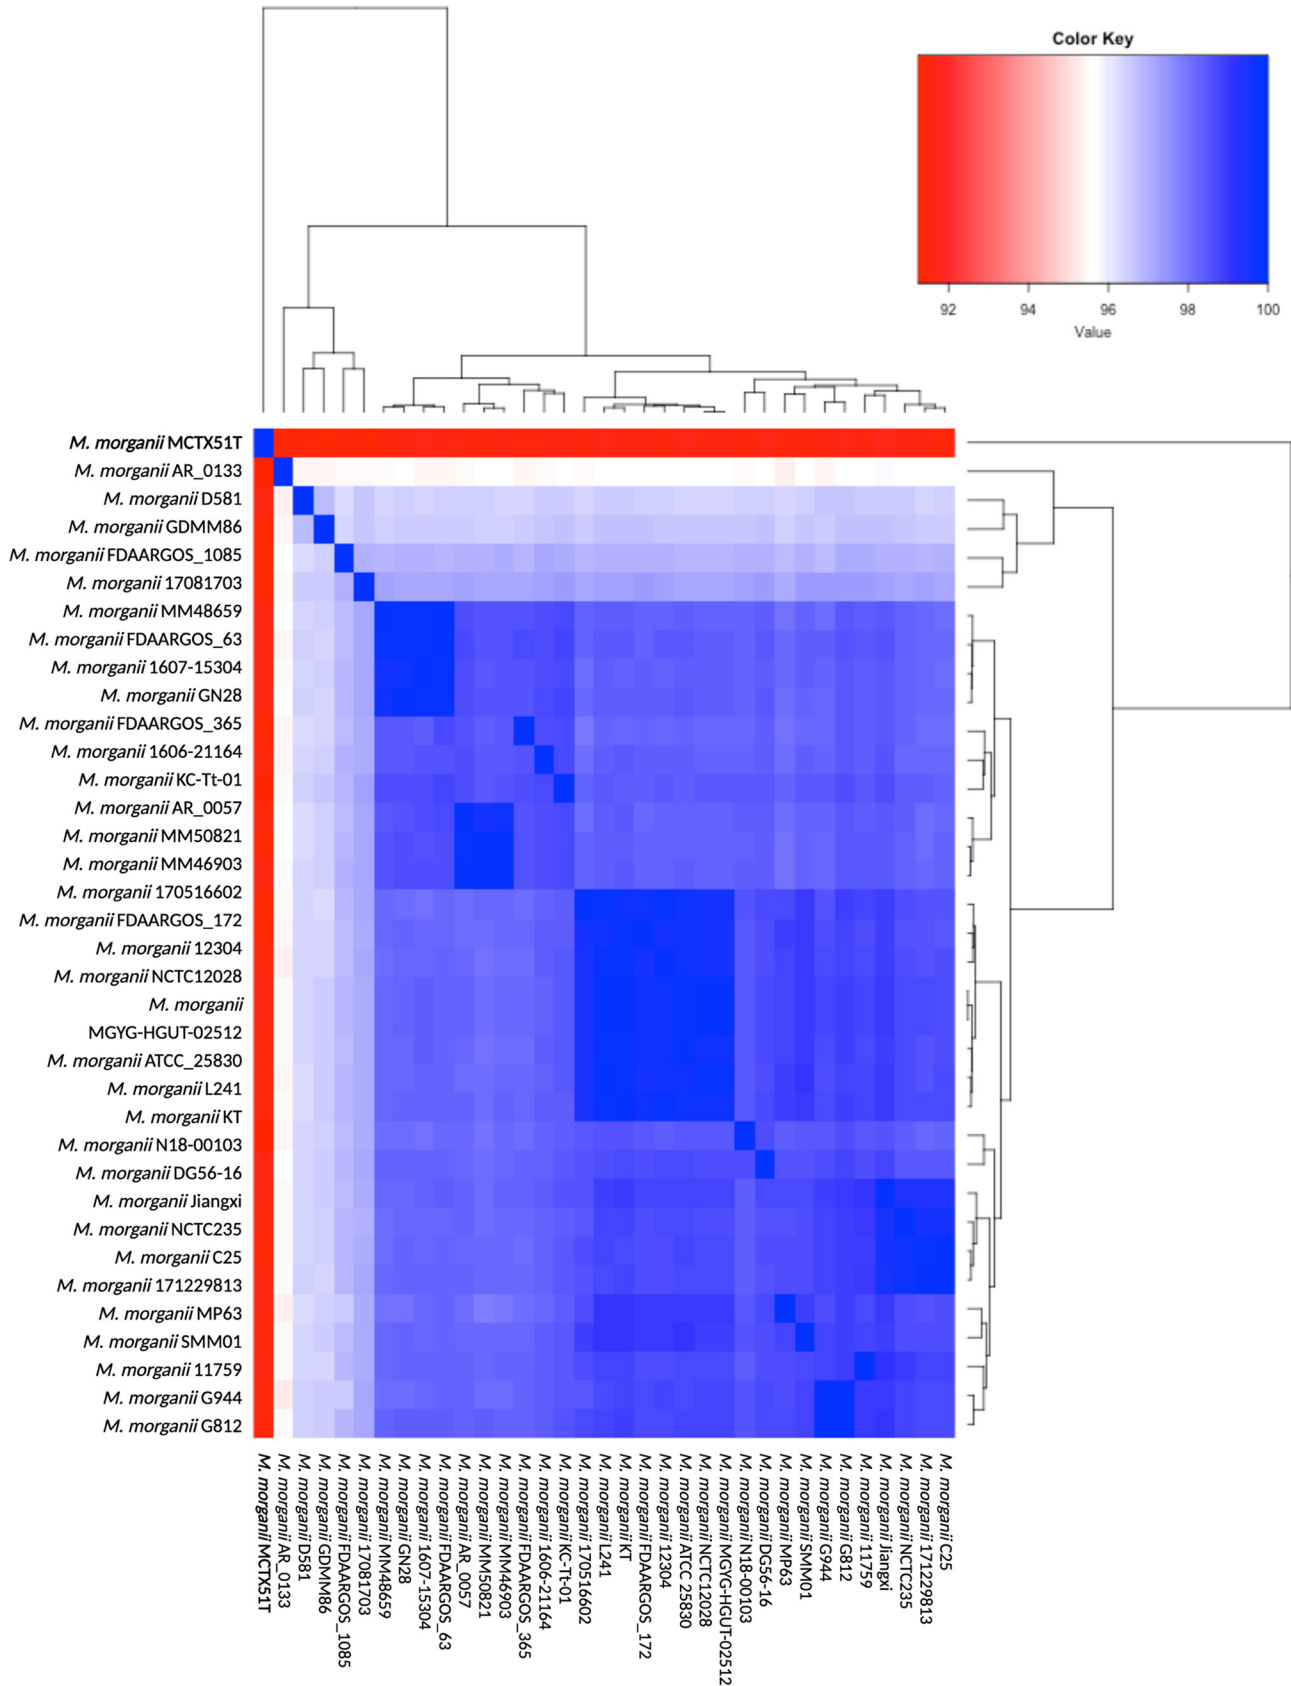 Color Key
92 94 96 98 100
Value
M. morganii MCTX51T
M. morganii AR_0133
M. morganii D581
M. morganii GDMM86
M. morganii FDAARGOS_1085
M. morganii 17081703
M. morganii MM48659
M. morganii FDAARGOS_63
M. morganii 1607-15304
M. morganii GN28
M. morganii FDAARGOS_365
M. morganii 1606-21164
M. morganii KC-Tt-01
M. morganii AR_0057
M. morganii MM50821
M. morganii MM46903
M. morganii 170516602
M. morganii FDAARGOS_172
M. morganii 12304
M. morganii NCTC12028
M. morganii
MGYG-HGUT-02512
M. morganii ATCC_25830
M. morganii L241
M. morganii KT
M. morganii N18-00103
M. morganii DG56-16
M. morganii Jiangxi
M. morganii NCTC235
M. morganii C25
M. morganii 171229813
M. morganii MP63
M. morganii SMM01
M. morganii 11759
M. morganii G944
M. morganii G812
M. morganii MCTX51T
M. morganii AR_0133
M. morganii D581
M. morganii GDMM86
M. morganii FDAARGOS_1085
M. morganii 17081703
M. morganii MM48659
M. morganii GN28
M. morganii 1607-15304
M. morganii FDAARGOS_63
M. morganii AR_0057
M. morganii MM50821
M. morganii MM46903
M. morganii FDAARGOS_365
M. morganii 1606-21164
M. morganii KC-Tt-01
M. morganii 170516602
M. morganii L241
M. morganii KT
M. morganii FDAARGOS_172
M. morganii 12304
M. morganii ATCC 25830
M. morganii NCTC12028
M. morganii MGYG-HGUT-02512
M. morganii N18-00103
M. morganii DG56-16
M. morganii MP63
M. morganii SMM01
M. morganii G944
M. morganii G812
M. morganii 11759
M. morganii Jiangxi
M. morganii NCTC235
M. morganii 171229813
M. morganii C25